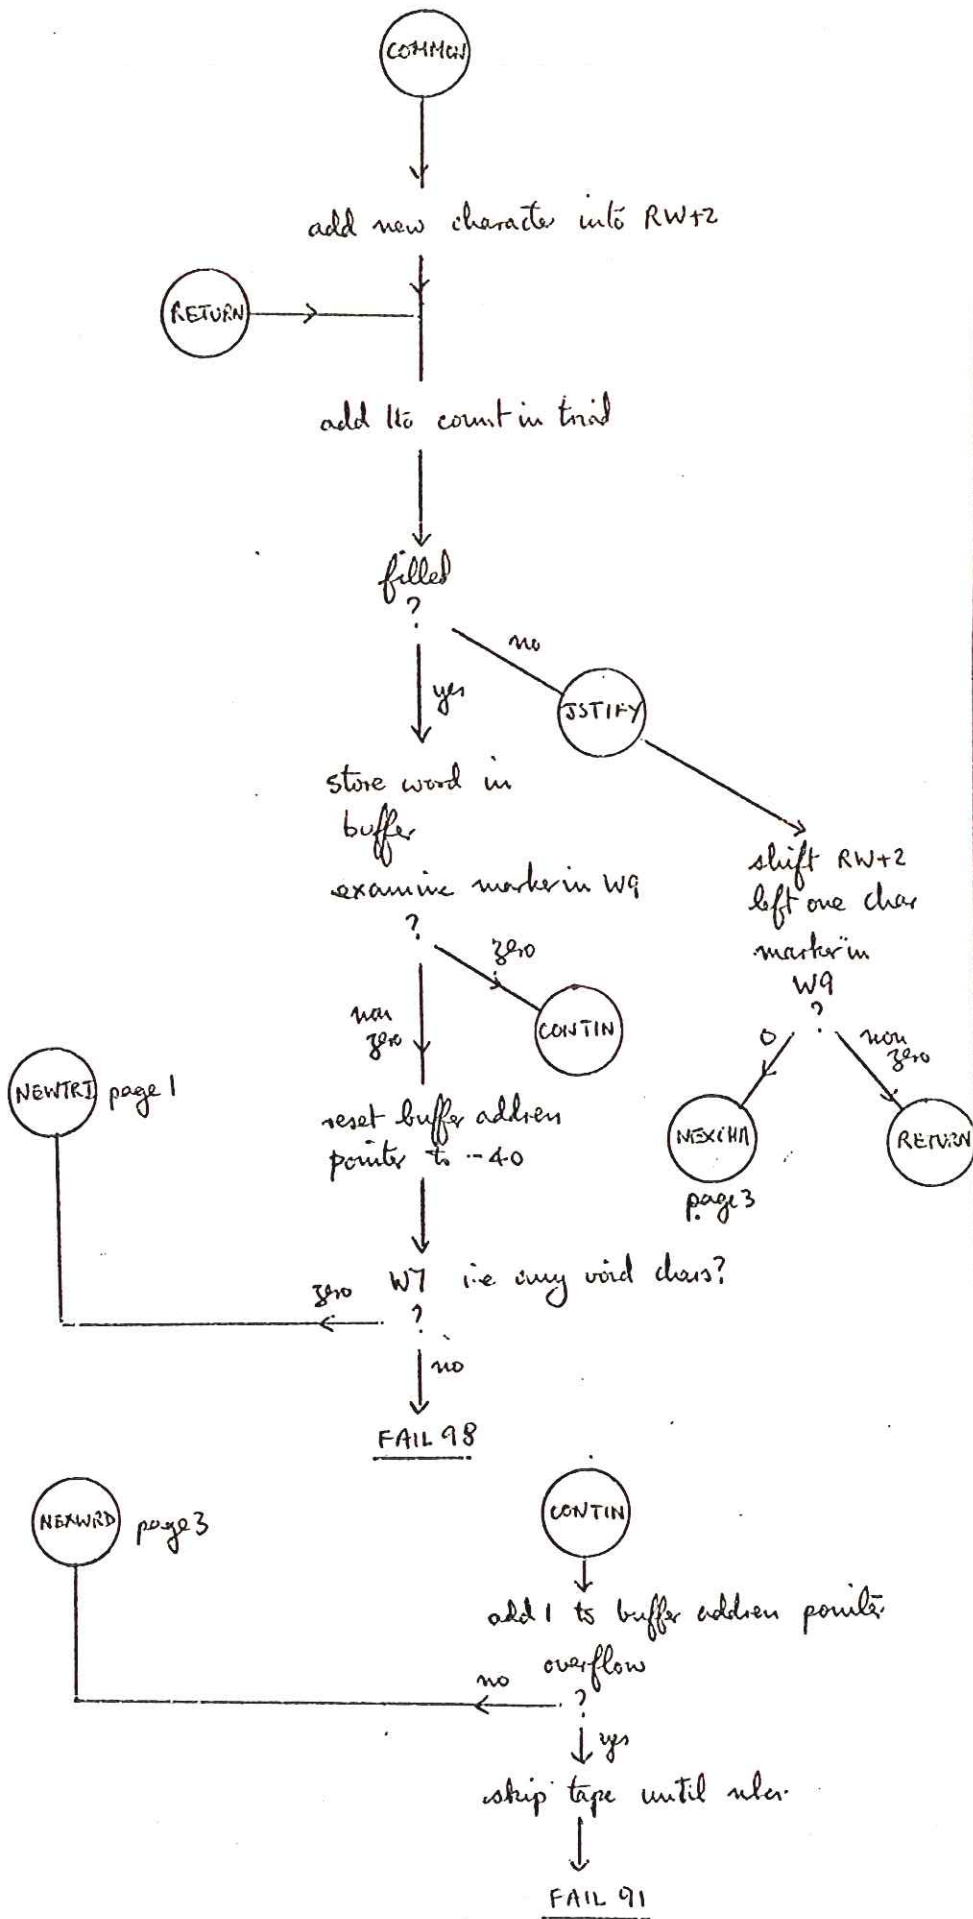 COMMON
add new character into RW+2
RETURN
add 1 to count in triad
filled
?
no
yes
JSTIFY
store word in
buffer
shift RW+2
left one char
examine marker in W9
?
marker in
W9
?
zero
non
zero
CONTIN
0
non
zero
NEWTRI page 1
reset buffer address
pointer to -40
NEXCHA
RETURN
page 3
W7 i.e any void chars?
?
zero
no
FAIL 98
NEXWRD page 3
CONTIN
add 1 to buffer address pointer
overflow
?
no
yes
skip tape until
FAIL 91